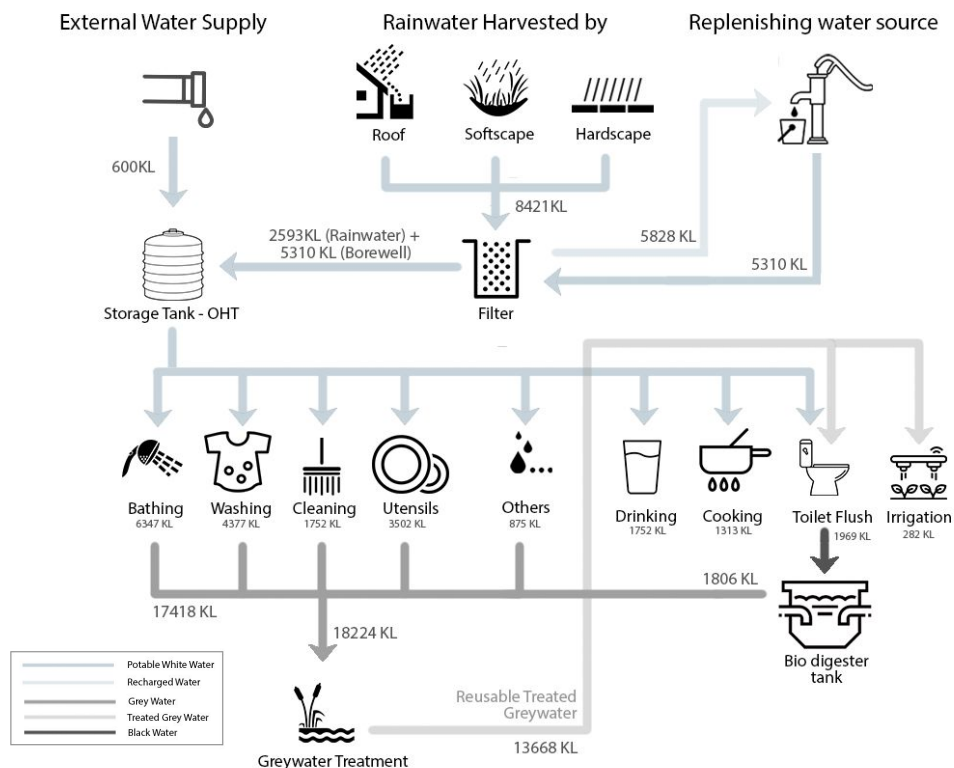 External Water Supply
Rainwater Harvested by
Replenishing water source
Roof
Softscape
Hardscape
600KL
8421KL
2593KL (Rainwater) +
5310 KL (Borewell)
5828 KL
5310 KL
Storage Tank - OHT
Filter
Bathing
6347 KL
Washing
4377 KL
Cleaning
1752 KL
Utensils
3502 KL
Others
875 KL
Drinking
1752 KL
Cooking
1313 KL
Toilet Flush
1969 KL
Irrigation
282 KL
17418 KL
1806 KL
18224 KL
Bio digester
tank
Potable White Water
Recharged Water
Grey Water
Treated Grey Water
Black Water
Reusable Treated
Greywater
13668 KL
Greywater Treatment